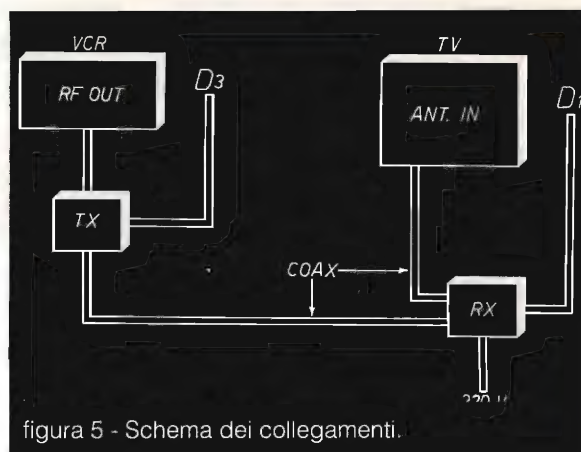 VCR
RF OUT
D3
TV
ANT. IN
D1
TX
COAX
RX
figura 5 - Schema dei collegamenti.